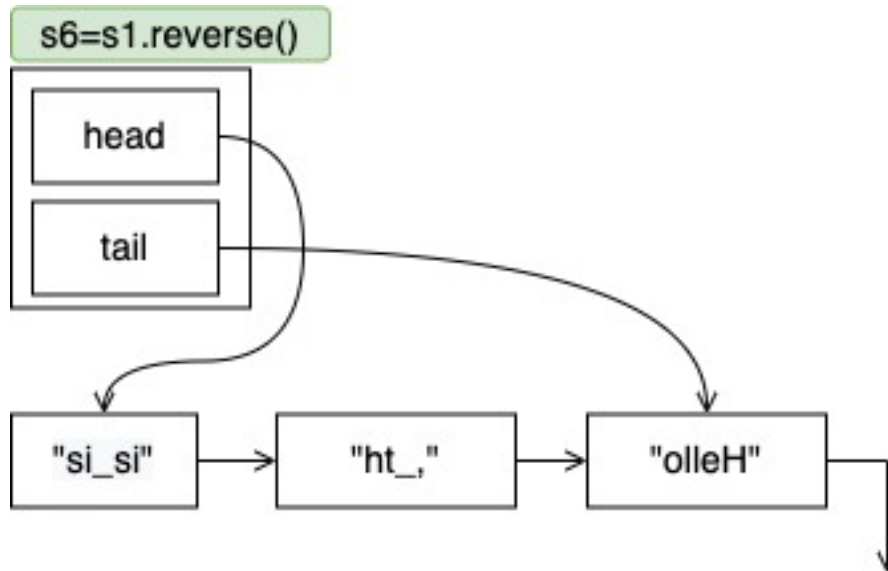 s6=s1.reverse()
head
tail
"si_si" "ht_," "olleH"